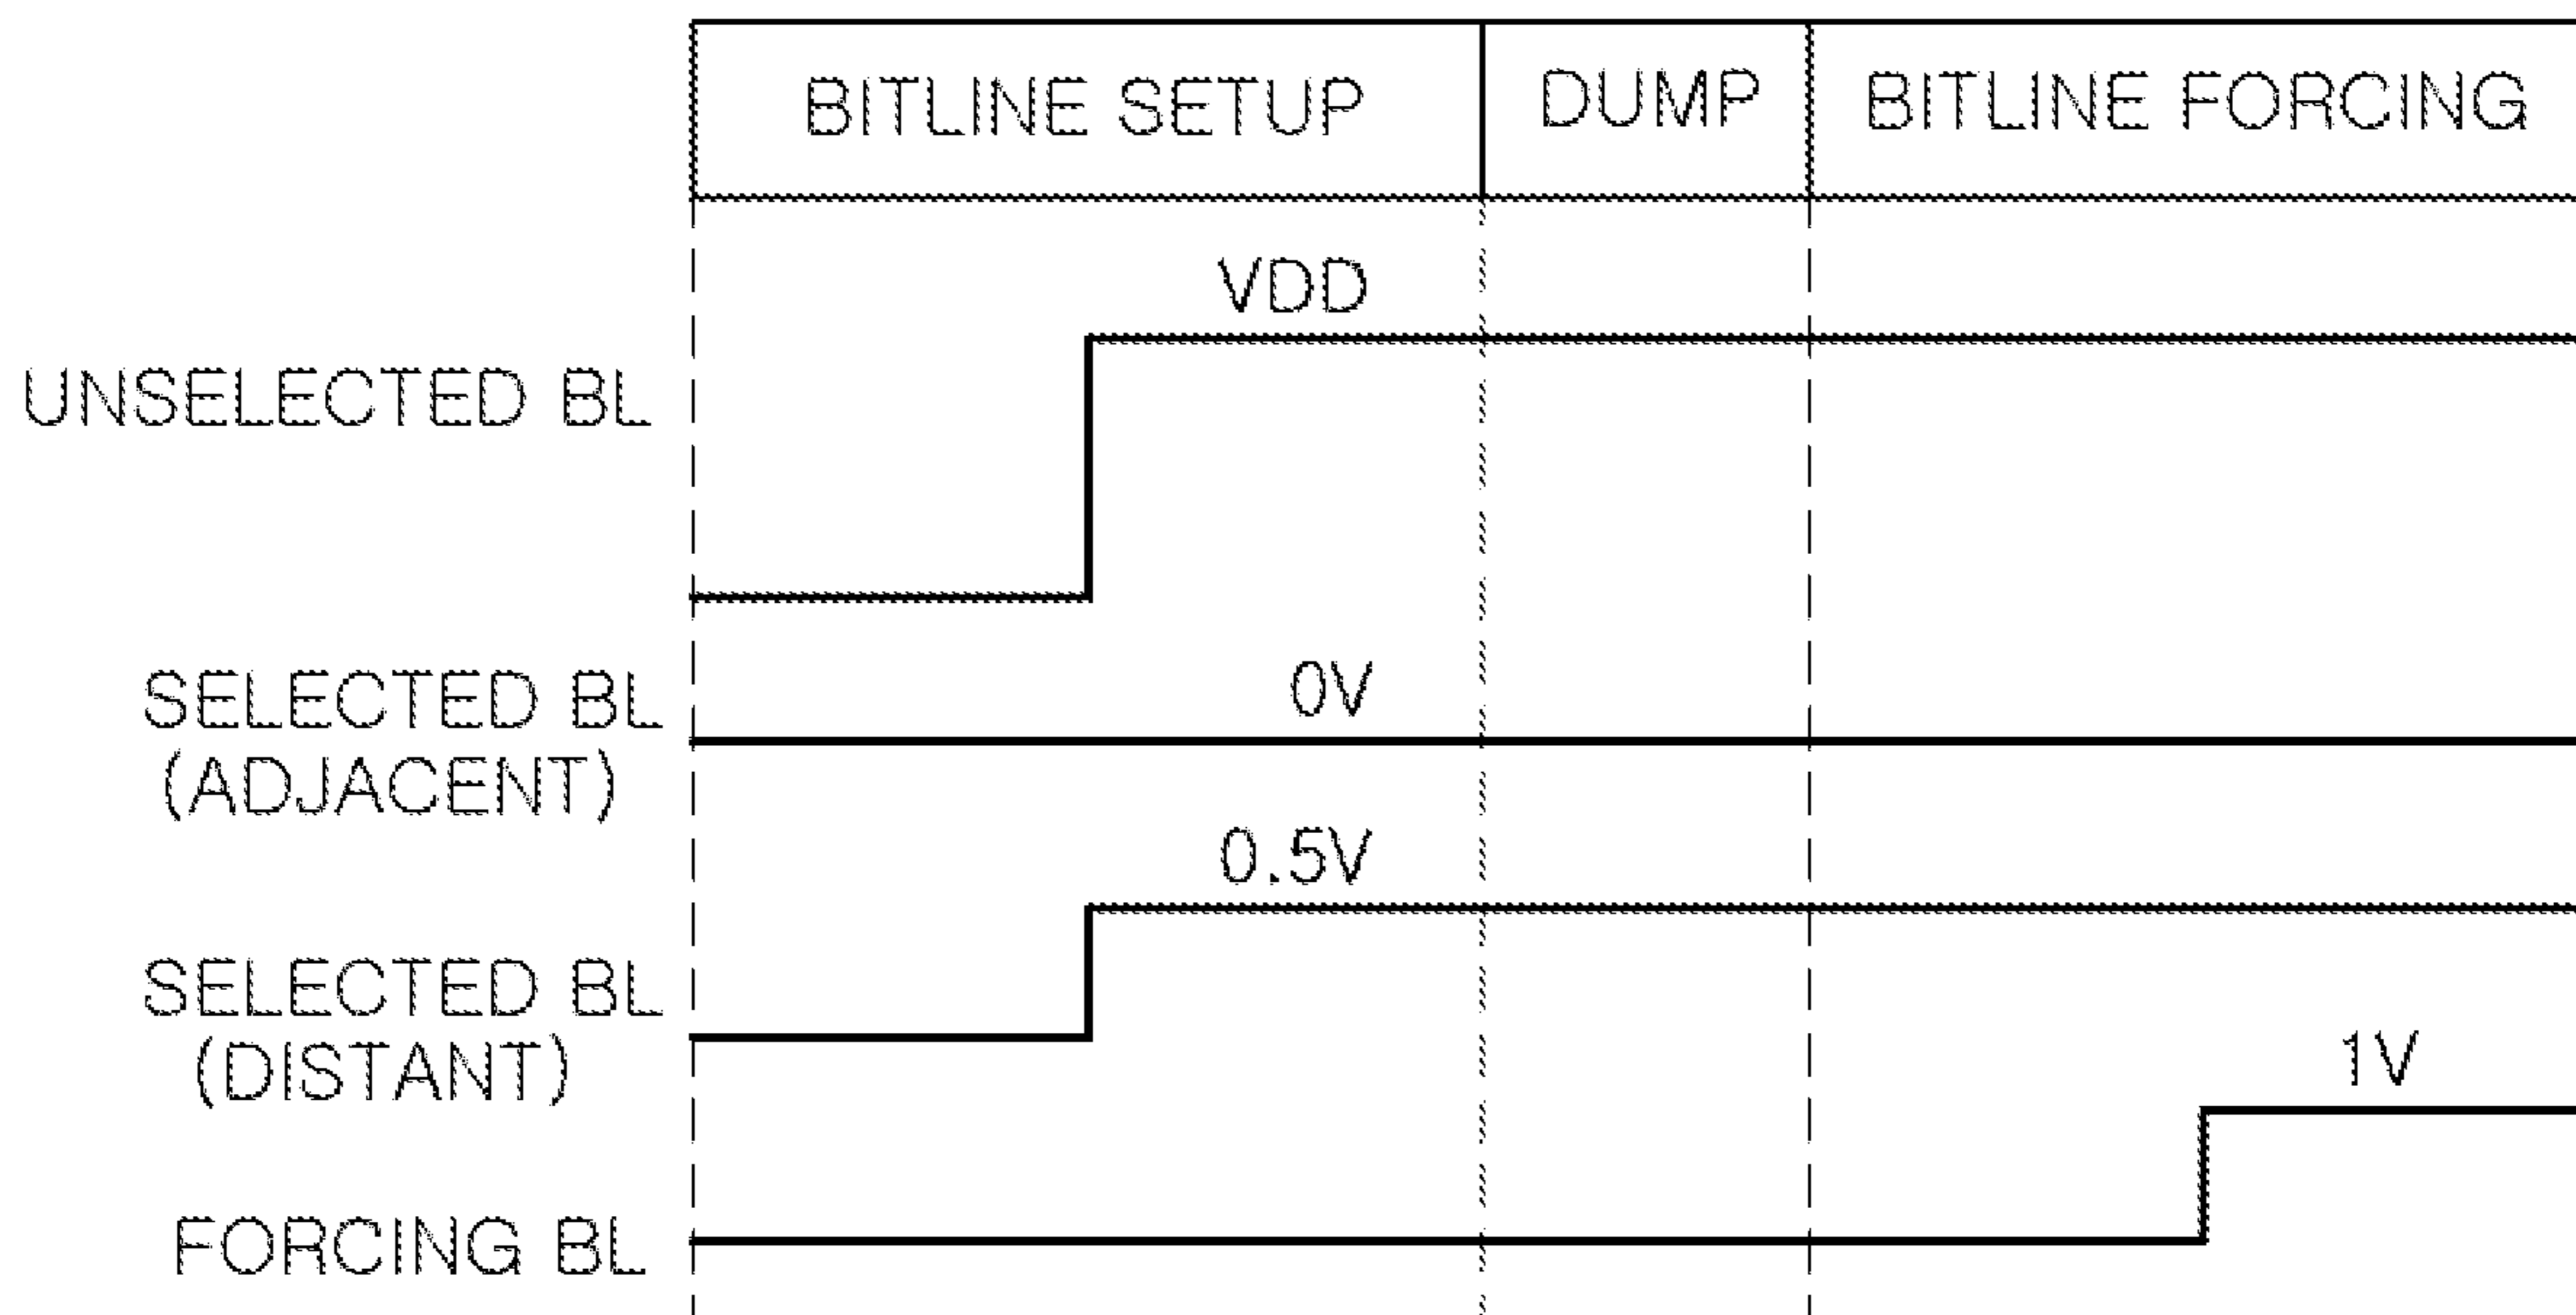 BITLINE SETUP DUMP BITLINE FORCING
VDD
UNSELECTED BL
0V
SELECTED BL
(ADJACENT)
0.5V
SELECTED BL
(DISTANT)
1V
FORCING BL